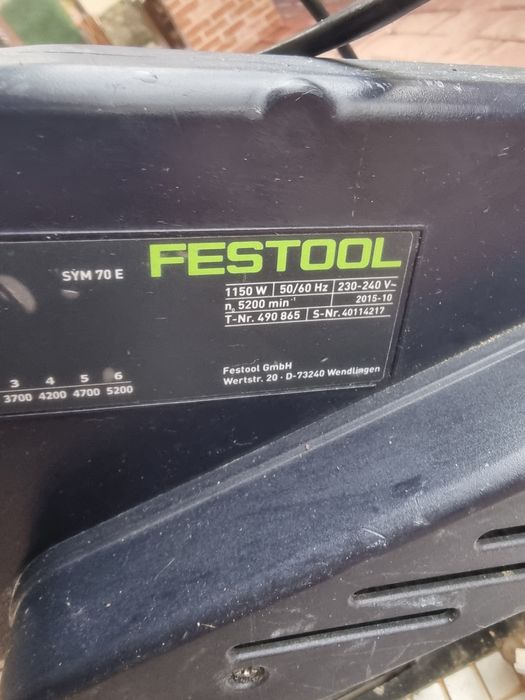 SYM 70 E
FESTOOL
1150 W | 50/60 Hz | 230-240 V~
n₀ 5200 min⁻¹ 2015-10
T-Nr. 490 865 | S-Nr. 40114217
3 4 5 6
3700 4200 4700 5200
Festool GmbH
Wertstr. 20 · D-73240 Wendlingen